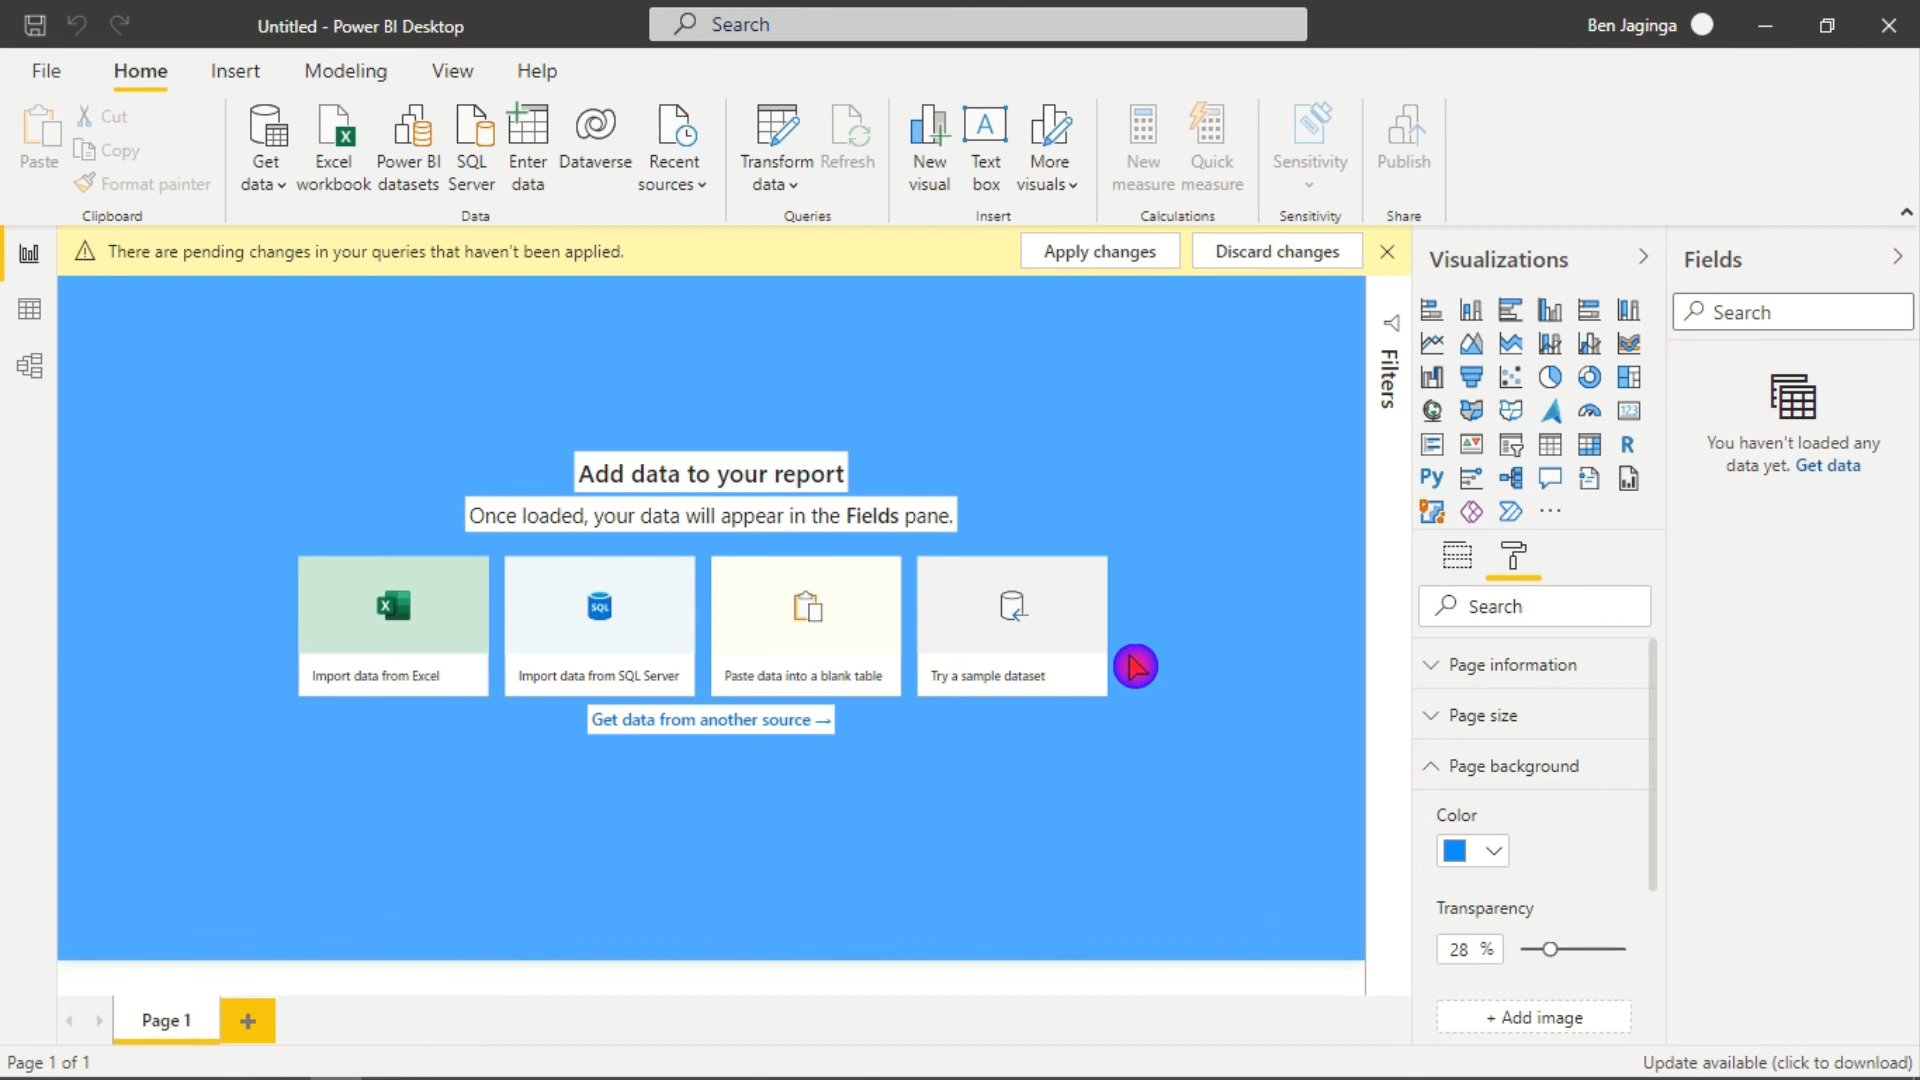 Untitled - Power BI Desktop
Search
Ben Jaginga
File
Home
Insert
Modeling
View
Help
Paste
Cut
Copy
Format painter
Clipboard
Get
data
Excel
workbook
Power BI
datasets
SQL
Server
Enter
data
Dataverse
Recent
sources
Data
Transform
data
Refresh
Queries
New
visual
Text
box
More
visuals
Insert
New
measure
Quick
measure
Calculations
Sensitivity
Sensitivity
Publish
Share
There are pending changes in your queries that haven't been applied.
Apply changes
Discard changes
Add data to your report
Once loaded, your data will appear in the Fields pane.
X
Import data from Excel
SQL
Import data from SQL Server
Paste data into a blank table
Try a sample dataset
Get data from another source →
Filters
Visualizations
123
R
Py
...
Search
Page information
Page size
Page background
Color
Transparency
28 %
+ Add image
Fields
Search
You haven't loaded any
data yet. Get data
Page 1
Page 1 of 1
Update available (click to download)